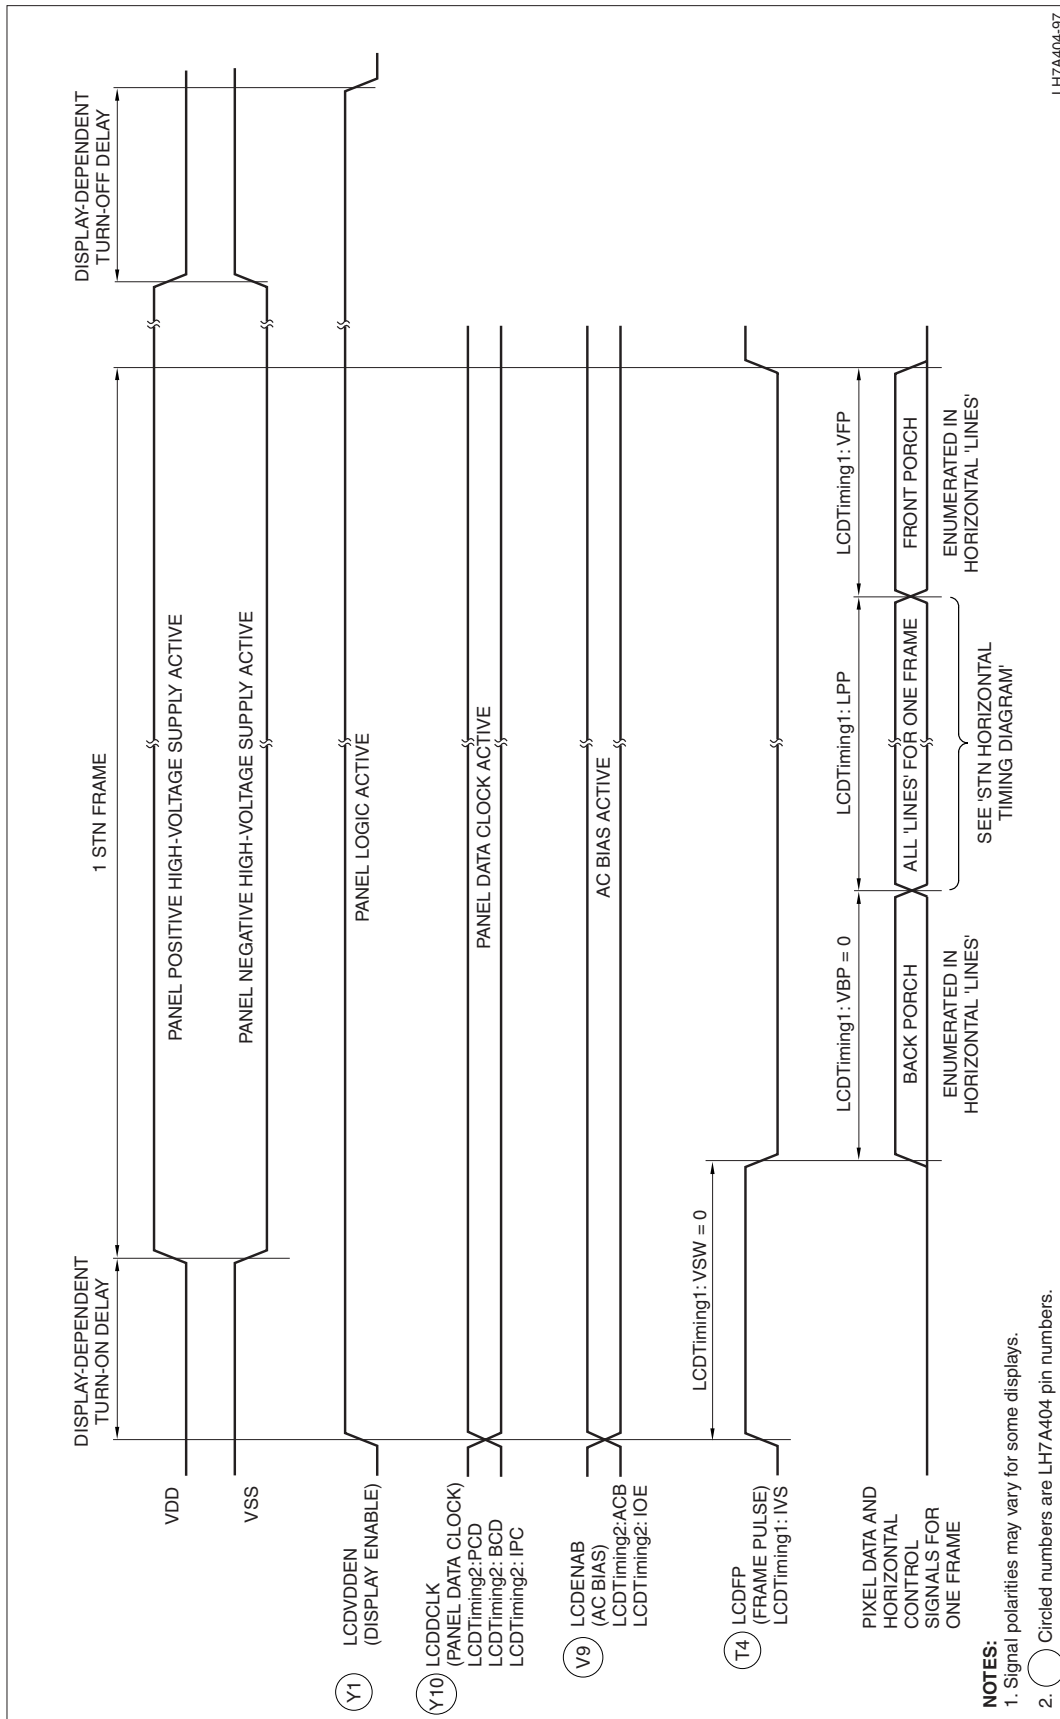 DISPLAY-DEPENDENT
TURN-ON DELAY
1 STN FRAME
DISPLAY-DEPENDENT
TURN-OFF DELAY
VDD
PANEL POSITIVE HIGH-VOLTAGE SUPPLY ACTIVE
VSS
PANEL NEGATIVE HIGH-VOLTAGE SUPPLY ACTIVE
Y1
LCDVDDEN
(DISPLAY ENABLE)
PANEL LOGIC ACTIVE
Y10
LCDDCLK
(PANEL DATA CLOCK)
LCDTiming2:PCD
LCDTiming2: BCD
LCDTiming2: IPC
PANEL DATA CLOCK ACTIVE
V9
LCDENAB
(AC BIAS)
LCDTiming2:ACB
LCDTiming2: IOE
AC BIAS ACTIVE
LCDTiming1: VSW = 0
T4
LCDFP
(FRAME PULSE)
LCDTiming1: IVS
LCDTiming1: VBP = 0
LCDTiming1: LPP
LCDTiming1: VFP
PIXEL DATA AND
HORIZONTAL
CONTROL
SIGNALS FOR
ONE FRAME
BACK PORCH
ALL 'LINES' FOR ONE FRAME
FRONT PORCH
ENUMERATED IN
HORIZONTAL 'LINES'
SEE 'STN HORIZONTAL
TIMING DIAGRAM'
ENUMERATED IN
HORIZONTAL 'LINES'
NOTES:
1. Signal polarities may vary for some displays.
2. Circled numbers are LH7A404 pin numbers.
LH7A404-97